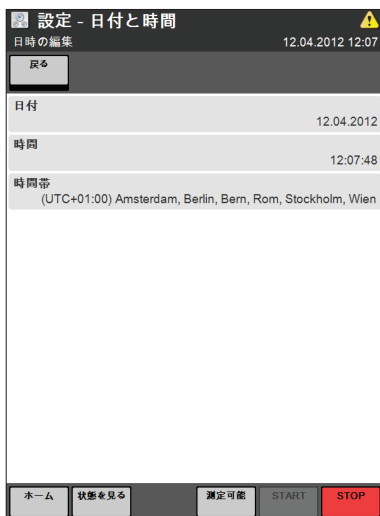 設定 - 日付と時間
日時の編集 12.04.2012 12:07
戻る
日付
12.04.2012
時間
12:07:48
時間帯
(UTC+01:00) Amsterdam, Berlin, Bern, Rom, Stockholm, Wien
ホーム 状態を見る 測定可能 START STOP